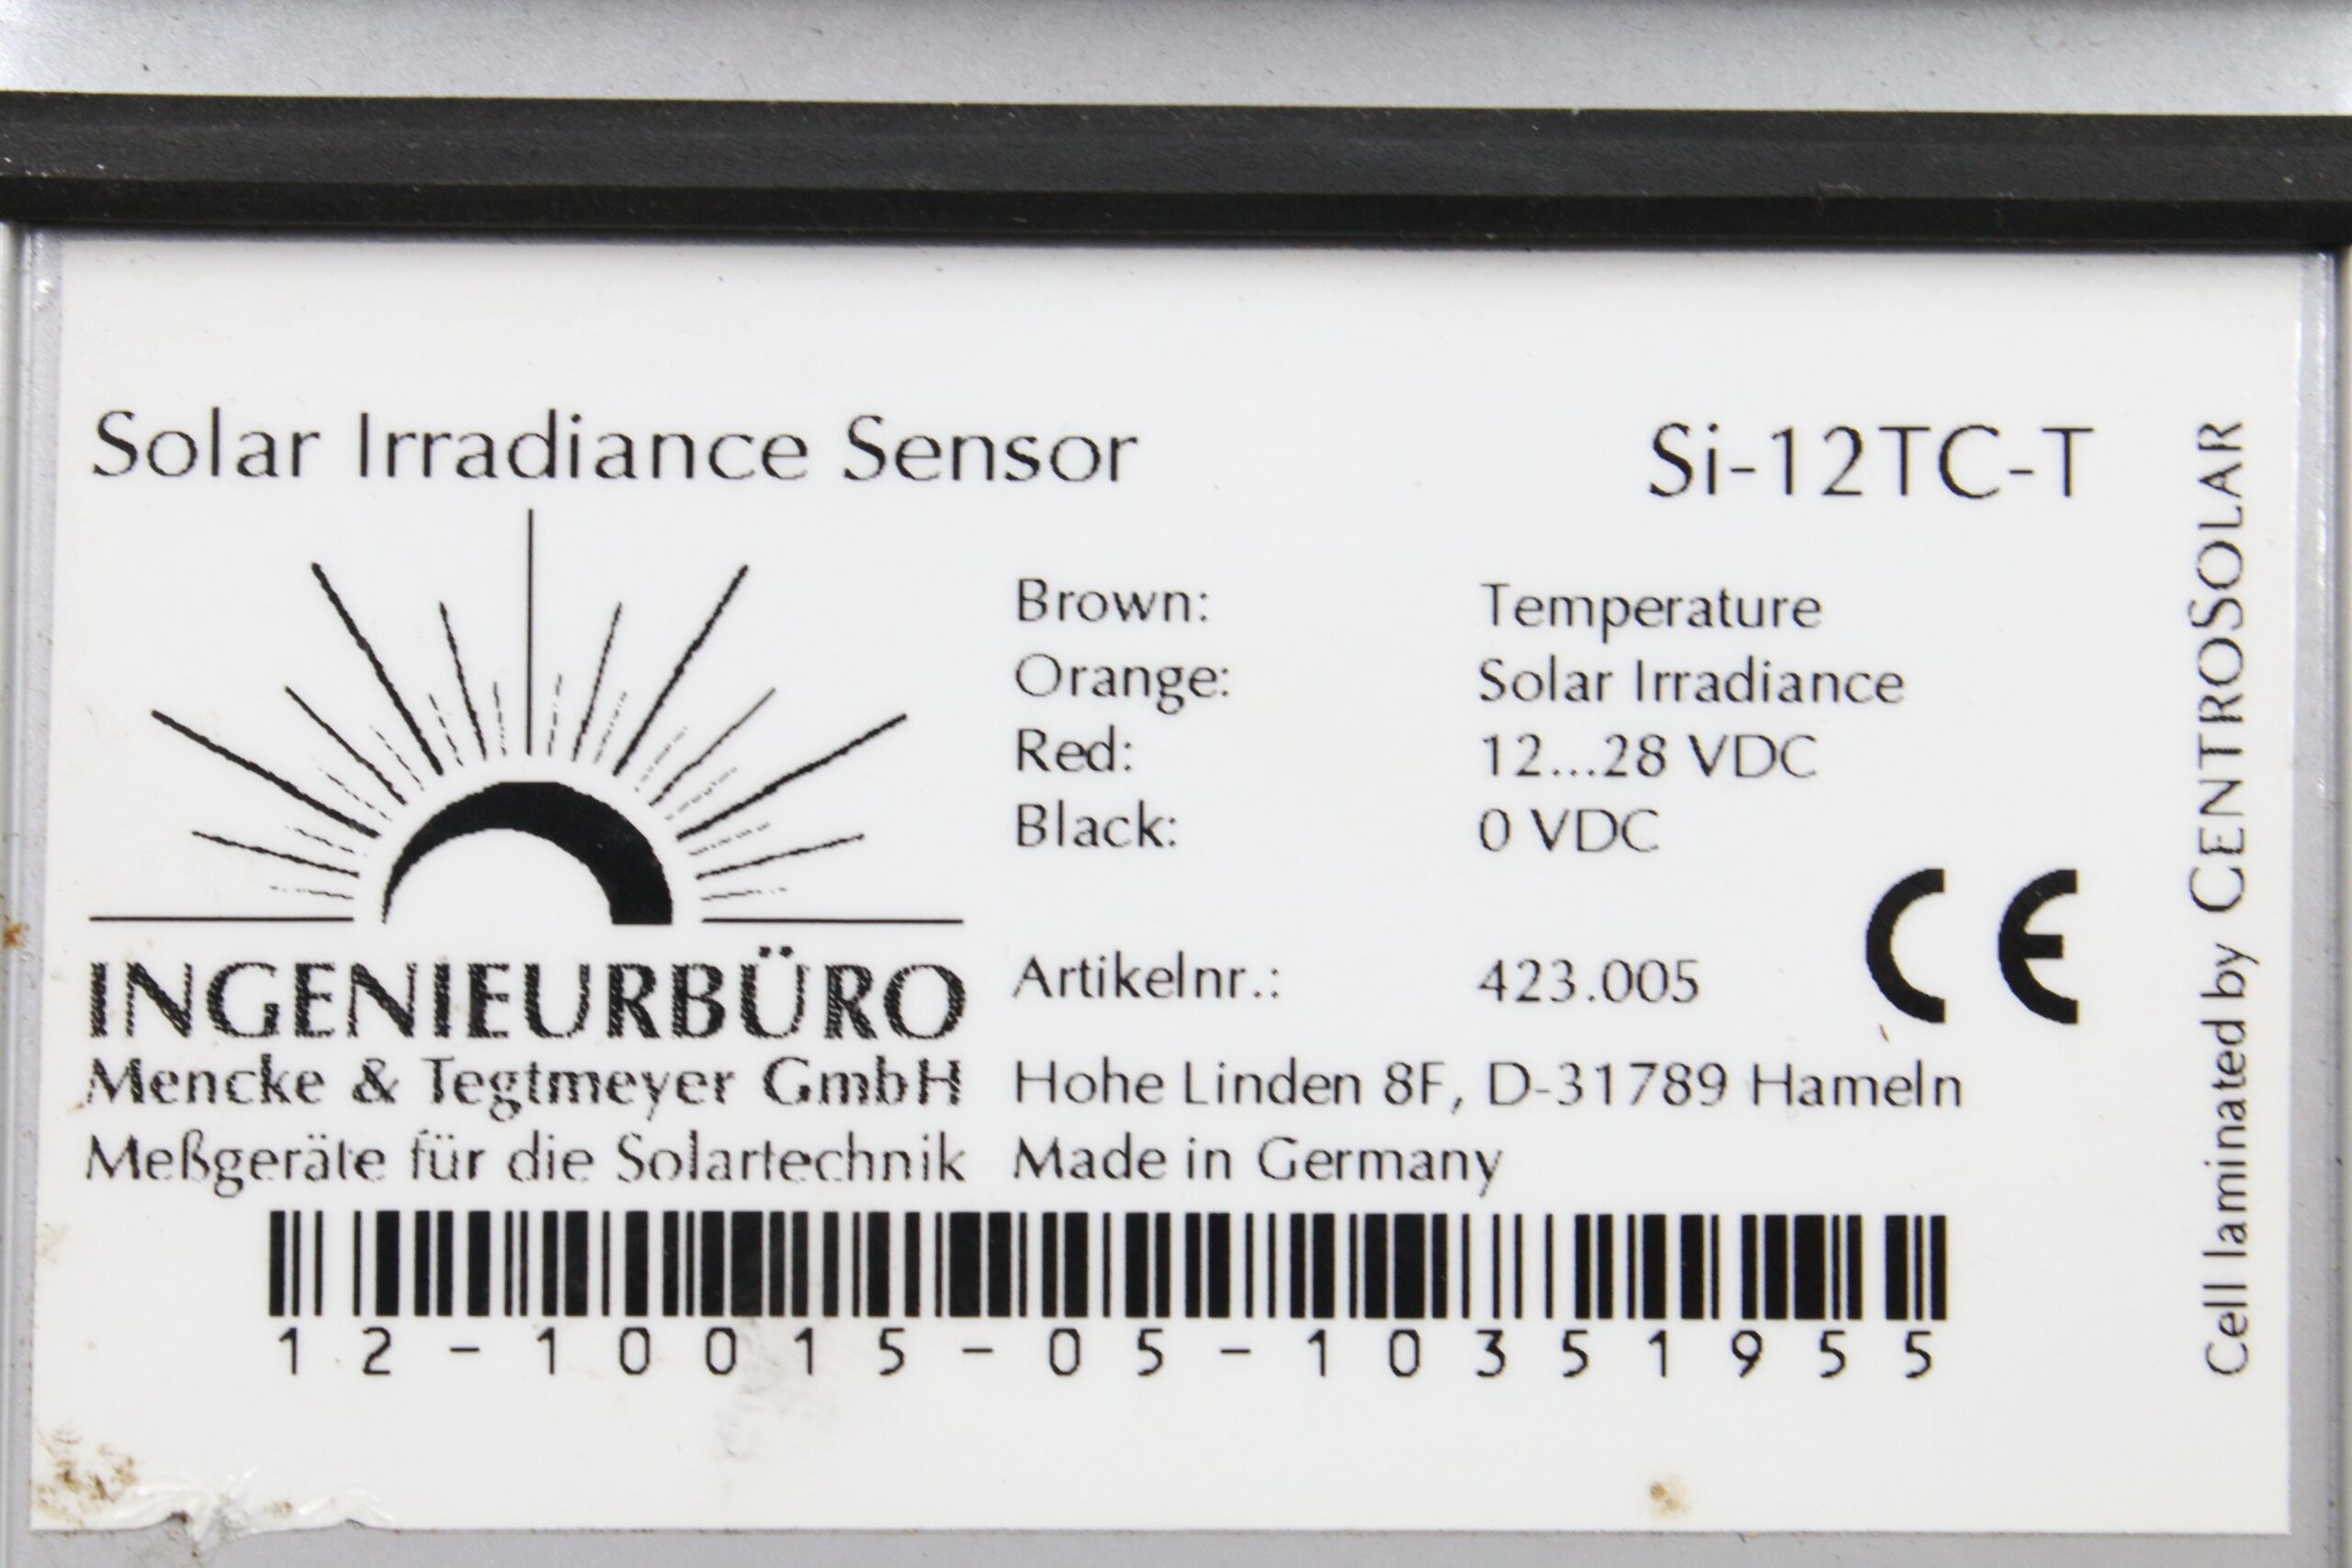 Solar Irradiance Sensor Si-12TC-T
Brown: Temperature
Orange: Solar Irradiance
Red: 12...28 VDC
Black: 0 VDC
Artikelnr.: 423.005
CE
INGENIEURBÜRO
Mencke & Tegtmeyer GmbH
Meßgeräte für die Solartechnik
Hohe Linden 8F, D-31789 Hameln
Made in Germany
12-10015-05-10351955
Cell laminated by CENTROSOLAR